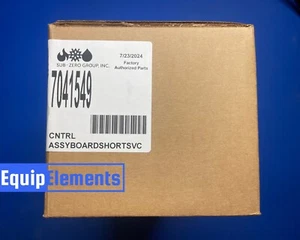 SUB-ZERO GROUP, INC.
7/23/2024
Factory
Authorized Parts
7041549
CNTRL
ASSYBOARDSHORTSVC
EquipElements